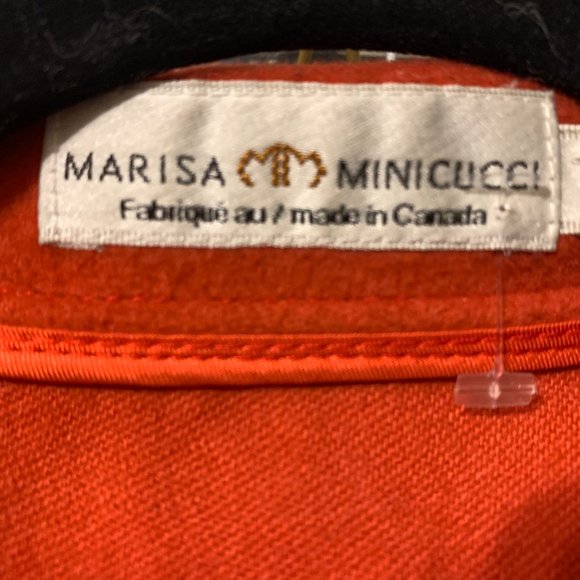 MARISA MINICUCCI
Fabriqué au / made in Canada